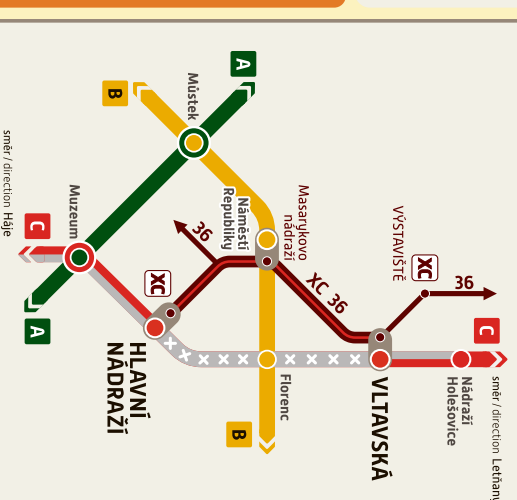 A
B
Můstek
Masarykovo
nádraží
Náměstí
Republiky
VÝSTAVIŠTĚ
XC
36
směr / direction Háje
C
Muzeum
36
XC
XC 36
C
A
HLAVNÍ
NÁDRAŽÍ
Florenc
B
VLTAVSKÁ
Nádraží
Holešovice
směr / direction Letňany